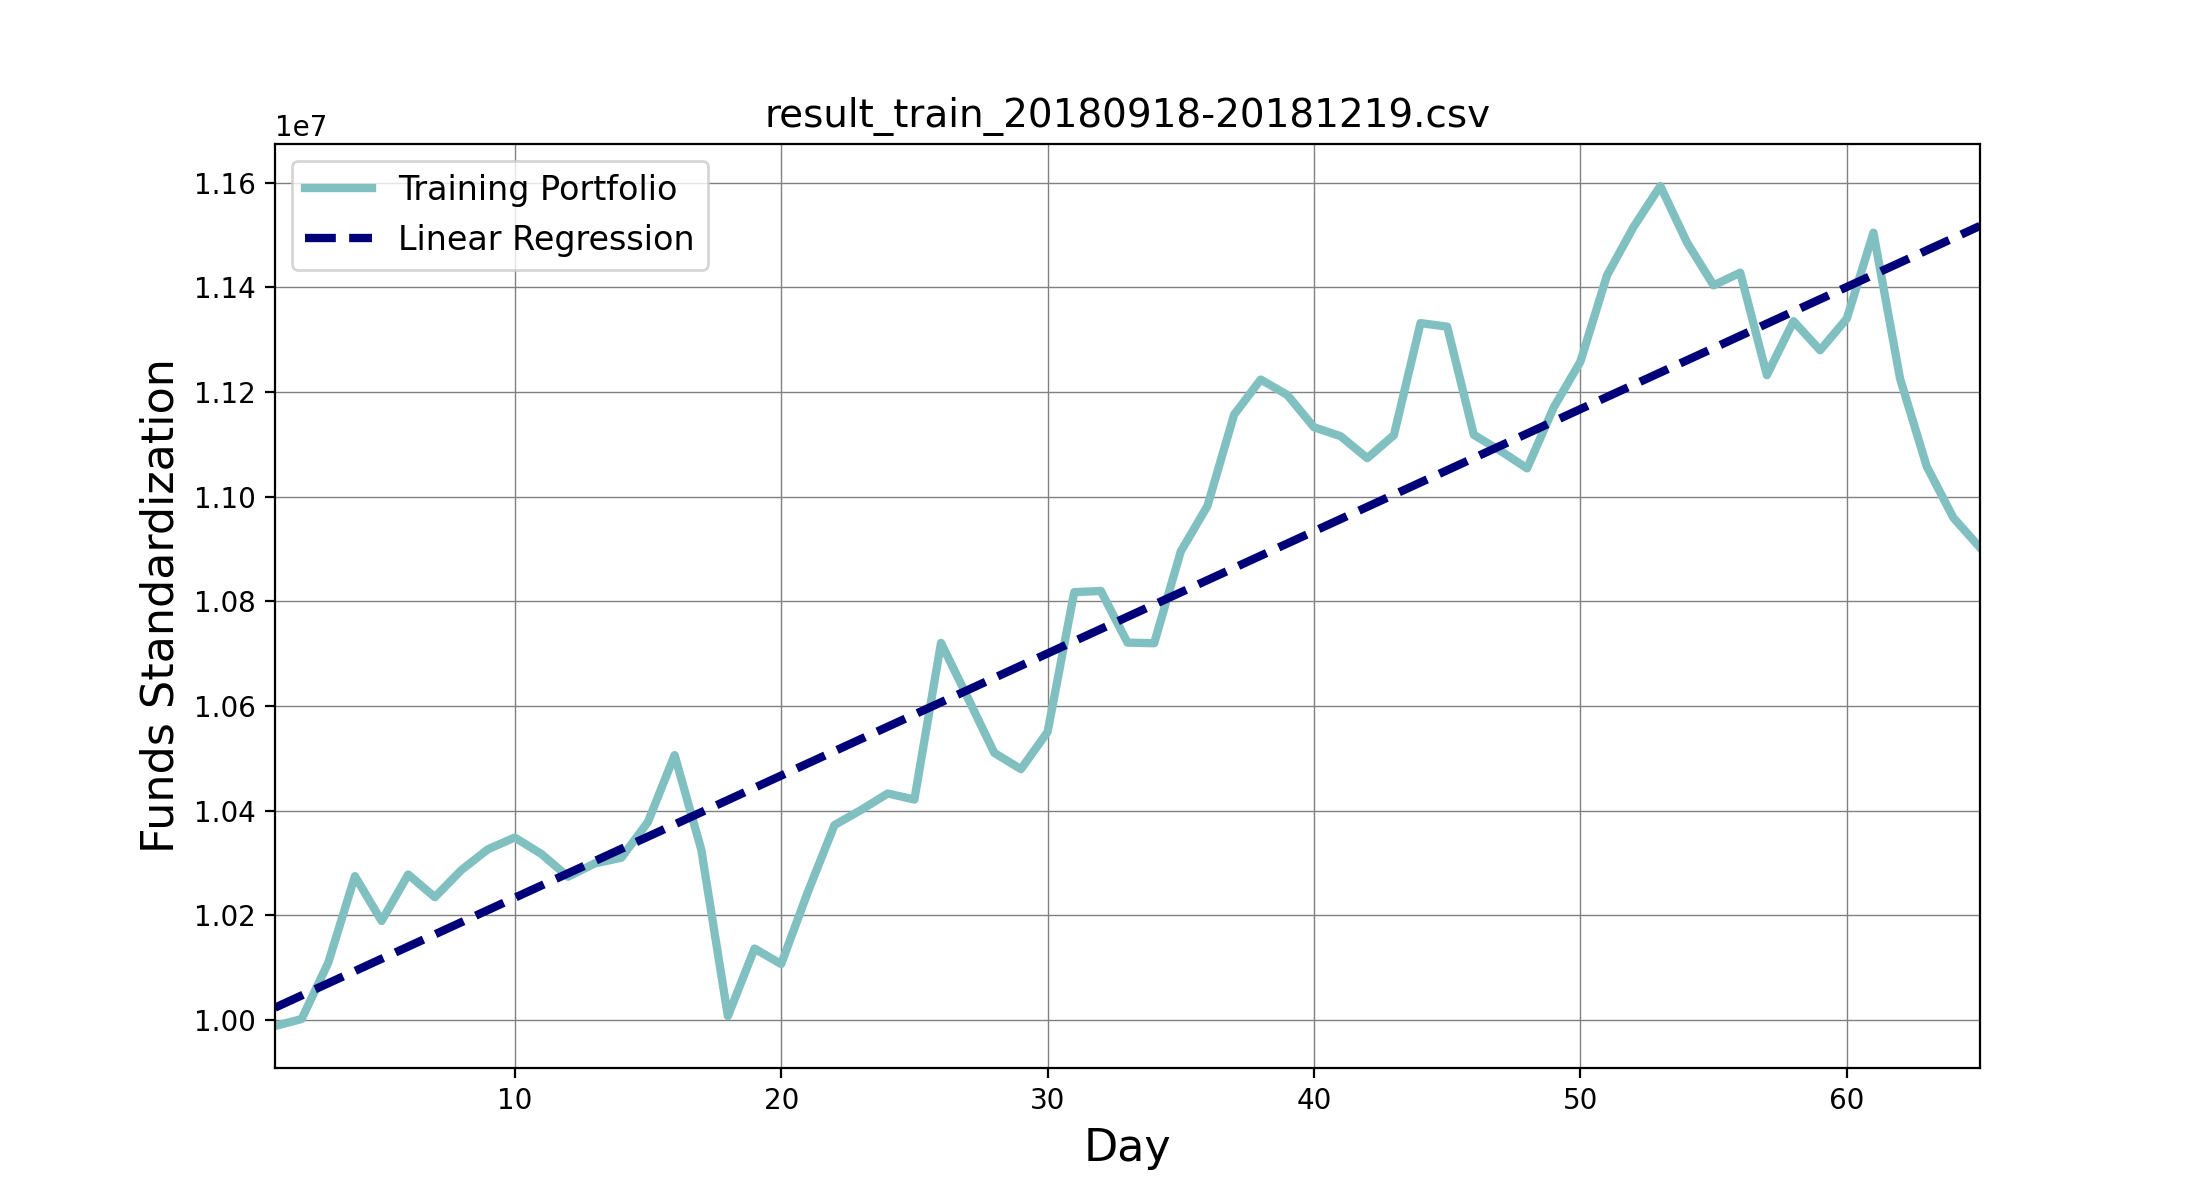 result_train_20180918-20181219.csv
1e7
Training Portfolio
Linear Regression
Funds Standardization
1.16
1.14
1.12
1.10
1.08
1.06
1.04
1.02
1.00
10 20 30 40 50 60
Day